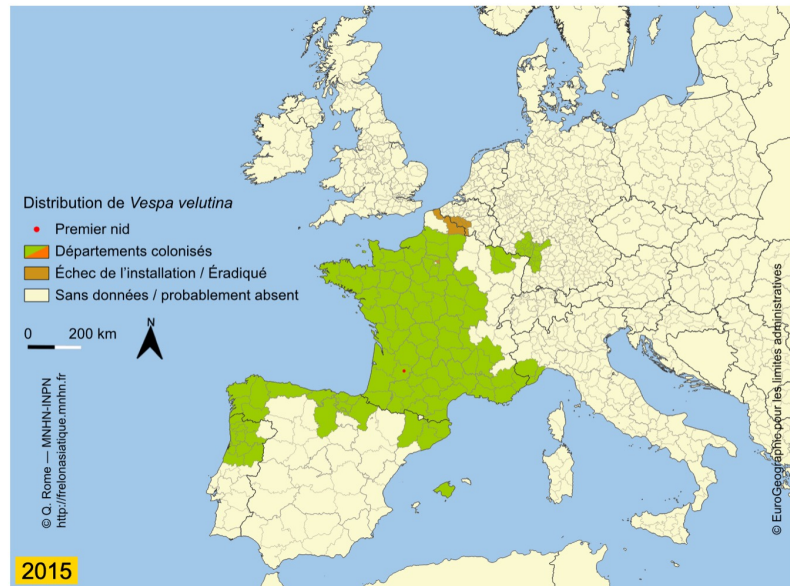 Distribution de Vespa velutina
Premier nid
Départements colonisés
Échec de l'installation / Éradiqué
Sans données / probablement absent
0 200 km
N
© Q. Rome — MNHN-INPN
http://frelonasiatique.mnhn.fr
© EuroGeographic pour les limites administratives
2015